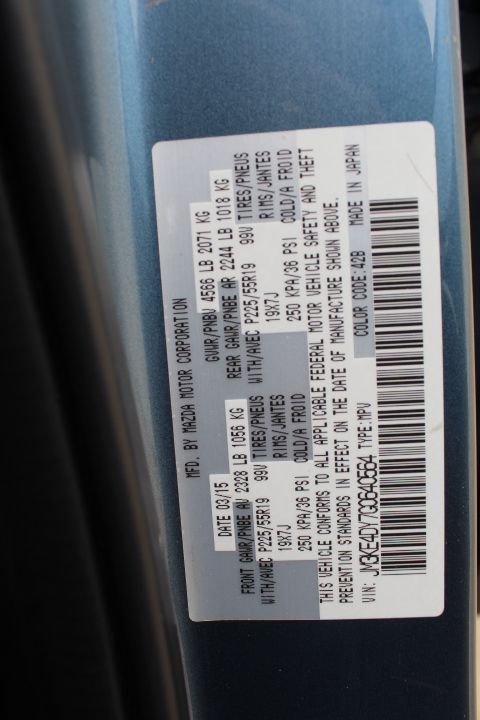 MFD. BY MAZDA MOTOR CORPORATION
DATE 03/15 GVWR/PNBV 4566 LB 2071 KG
FRONT GAWR/PNBE AV 2328 LB 1056 KG REAR GAWR/PNBE AR 2244 LB 1018 KG
WITH/AVEC P225/55R19 99V TIRES/PNEUS WITH/AVEC P225/55R19 99V TIRES/PNEUS
19X7J RIMS/JANTES 19X7J RIMS/JANTES
250 KPA/36 PSI COLD/A FROID 250 KPA/36 PSI COLD/A FROID
THIS VEHICLE CONFORMS TO ALL APPLICABLE FEDERAL MOTOR VEHICLE SAFETY AND THEFT
PREVENTION STANDARDS IN EFFECT ON THE DATE OF MANUFACTURE SHOWN ABOVE.
VIN: JM3KE4DY7G0640564 TYPE:MPV COLOR CODE:42B MADE IN JAPAN